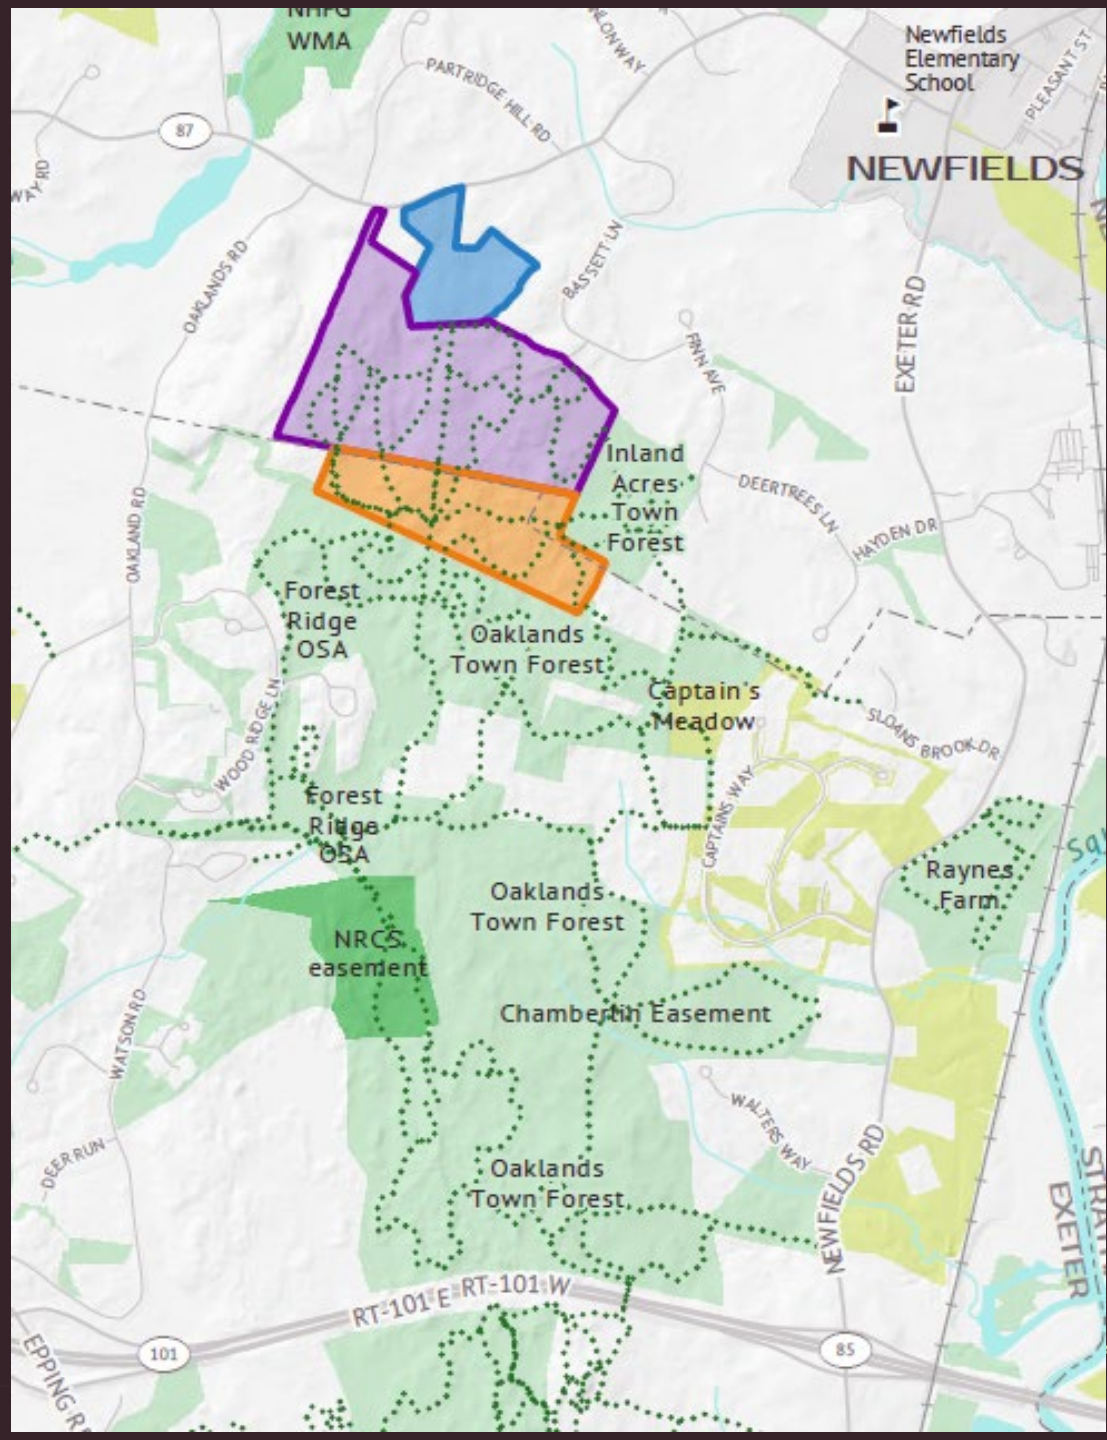 NHFG
WMA
PARTRIDGE HILL RD
Newfields
Elementary
School
PLEASANT ST
87
NEWFIELDS
OAKLANDS RD
BASSETT LN
EXETER RD
FINN AVE
Inland
Acres
Town
Forest
DEERTREES LN
HAYDEN DR
OAKLAND RD
Forest
Ridge
OSA
Oaklands
Town Forest
Captain's
Meadow
SLOANS BROOK DR
WOOD RIDGE LN
CAPTAINS WAY
Forest
Ridge
OSA
Raynes
Farm
Oaklands
Town Forest
NRCS
easement
Chamberlin Easement
WATSON RD
WALTERS WAY
DEER RUN
NEWFIELDS RD
Oaklands
Town Forest
EXETER
RT-101 E
RT-101 W
101
85